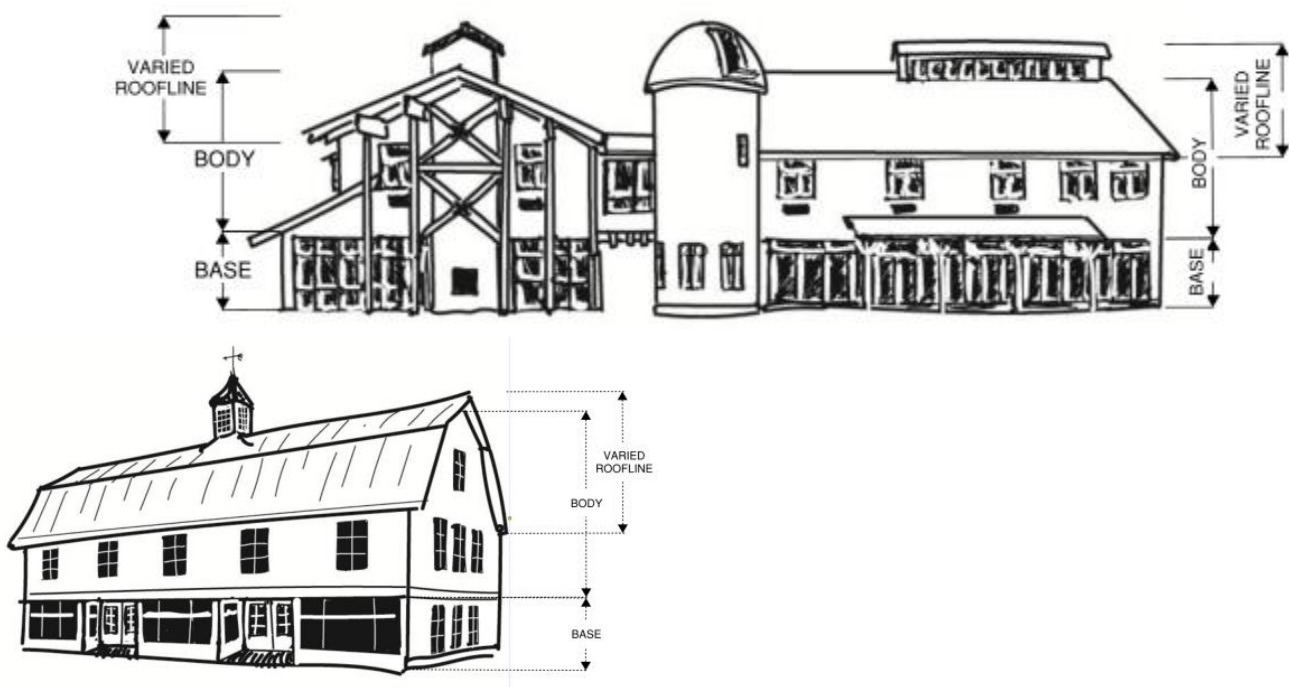 VARIED
ROOFLINE
BODY
BASE
VARIED
ROOFLINE
BODY
BASE
VARIED
ROOFLINE
BODY
BASE